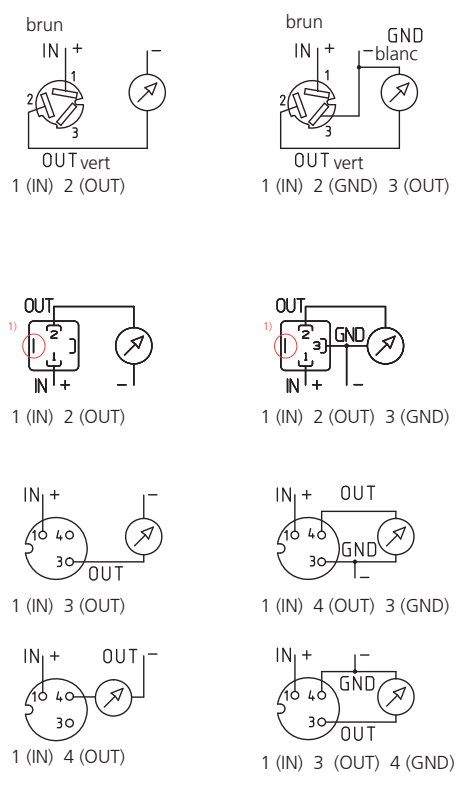 brun
IN +
−
1
2
3
OUT vert
1 (IN) 2 (OUT)
brun
IN +
GND
− blanc
1
2
3
OUT vert
1 (IN) 2 (GND) 3 (OUT)
OUT
1)
2
1
IN +
−
1 (IN) 2 (OUT)
OUT
1)
2
GND
3
1
IN +
−
1 (IN) 2 (OUT) 3 (GND)
IN +
−
1 4
3
OUT
1 (IN) 3 (OUT)
IN +
OUT
1 4
GND
3
−
1 (IN) 4 (OUT) 3 (GND)
IN +
OUT −
1 4
3
1 (IN) 4 (OUT)
IN +
−
GND
1 4
3
OUT
1 (IN) 3 (OUT) 4 (GND)